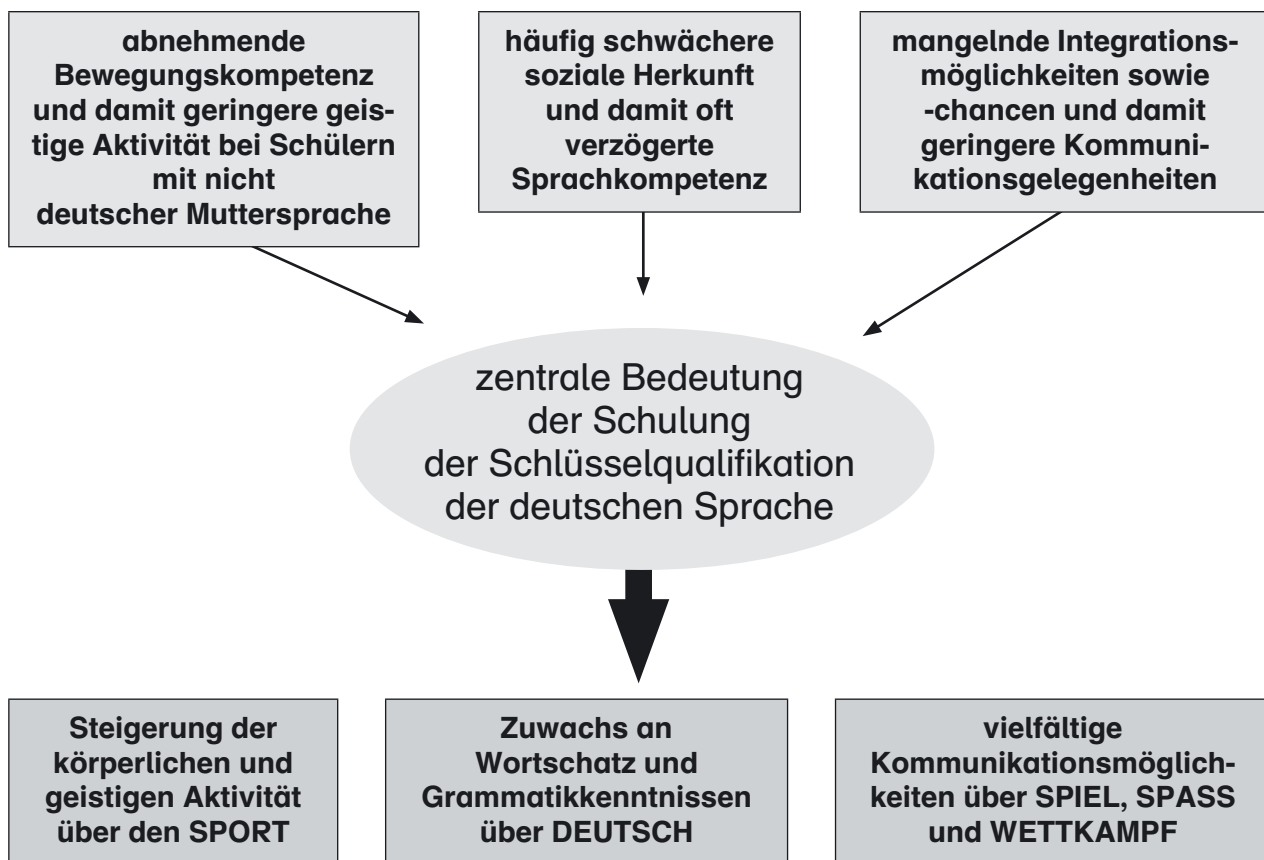 abnehmende
Bewegungskompetenz
und damit geringere geis-
tige Aktivität bei Schülern
mit nicht
deutscher Muttersprache
häufig schwächere
soziale Herkunft
und damit oft
verzögerte
Sprachkompetenz
mangelnde Integrations-
möglichkeiten sowie
-chancen und damit
geringere Kommuni-
kationsgelegenheiten
zentrale Bedeutung
der Schulung
der Schlüsselqualifikation
der deutschen Sprache
Steigerung der
körperlichen und
geistigen Aktivität
über den SPORT
Zuwachs an
Wortschatz und
Grammatikkenntnissen
über DEUTSCH
vielfältige
Kommunikationsmöglich-
keiten über SPIEL, SPASS
und WETTKAMPF